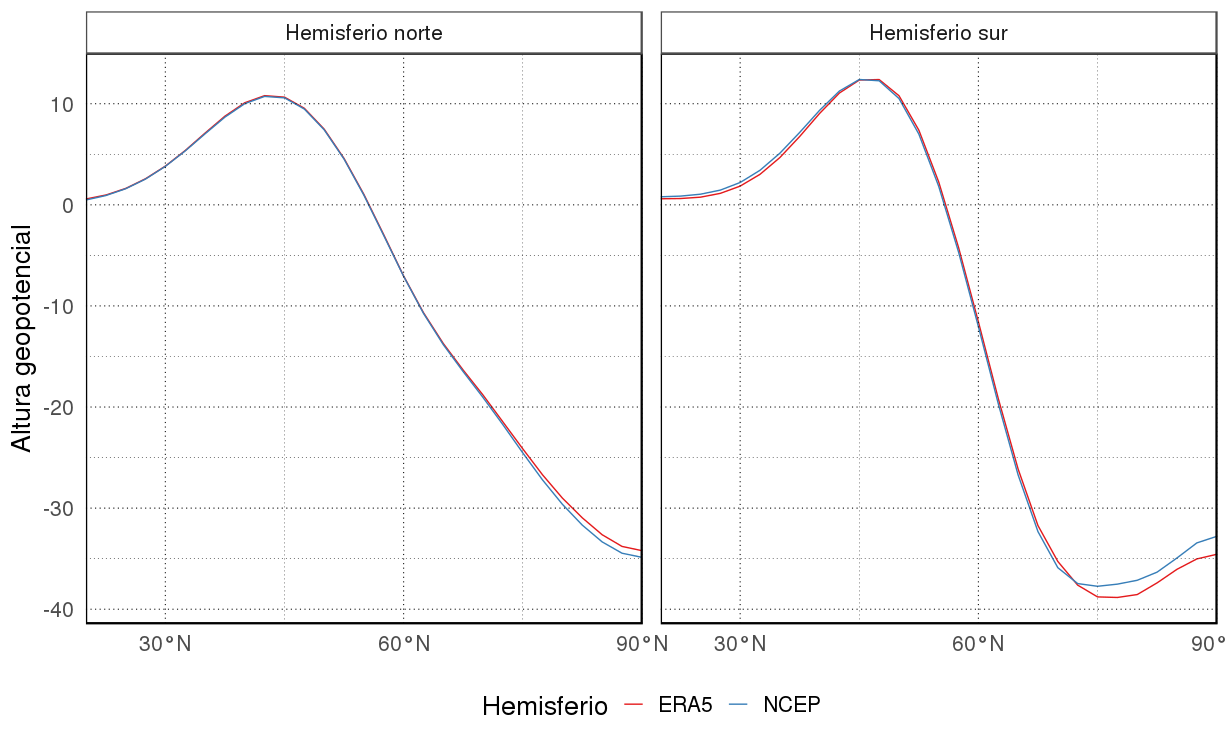 Hemisferio norte
Hemisferio sur
Altura geopotencial
10
0
-10
-20
-30
-40
30°N
60°N
90°N
30°N
60°N
90°
Hemisferio
ERA5
NCEP